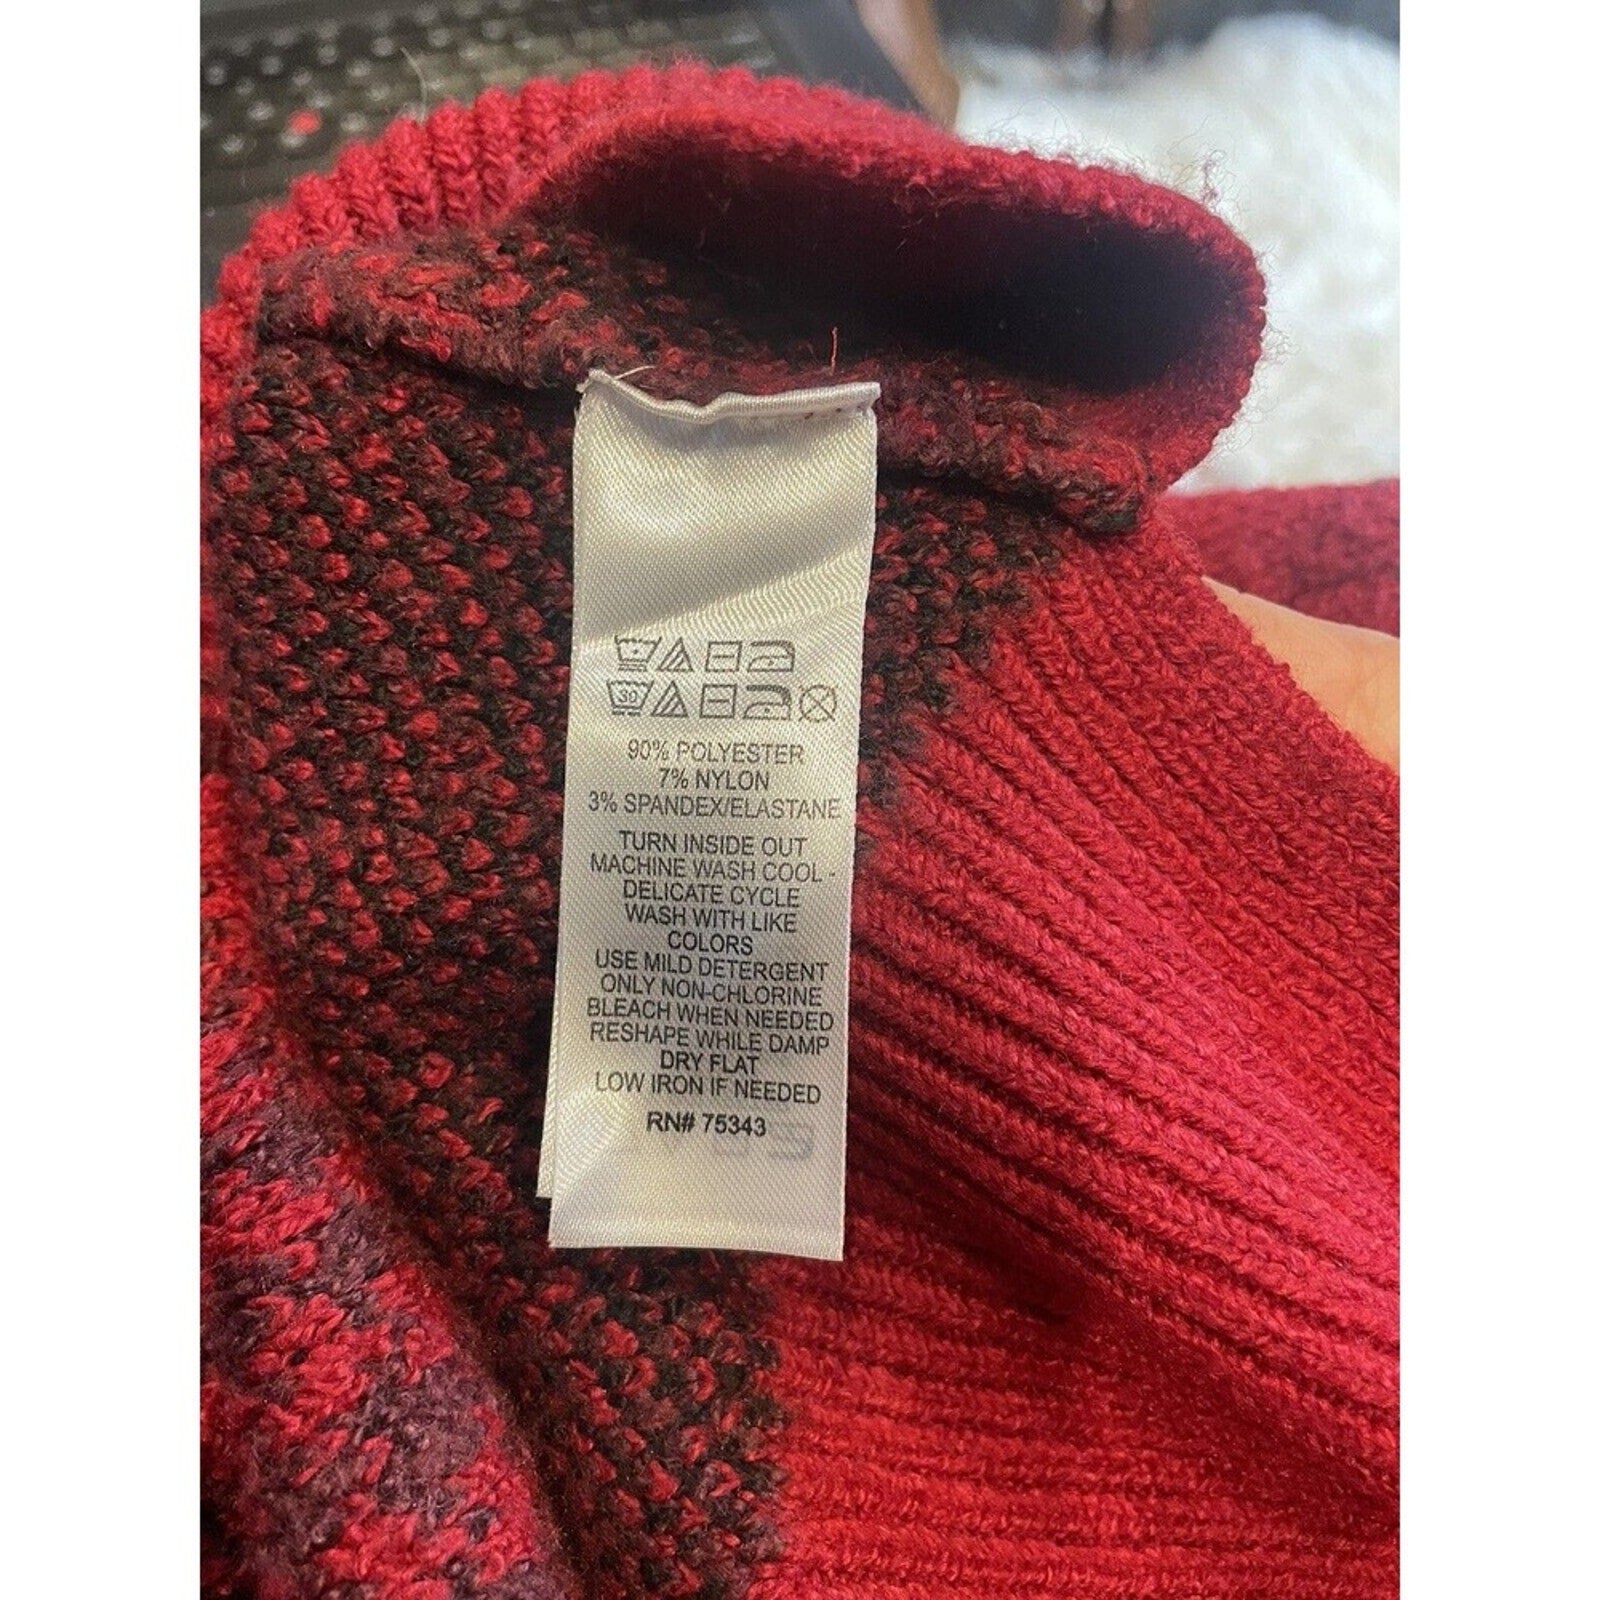 30
90% POLYESTER
7% NYLON
3% SPANDEX/ELASTANE
TURN INSIDE OUT
MACHINE WASH COOL -
DELICATE CYCLE
WASH WITH LIKE
COLORS
USE MILD DETERGENT
ONLY NON-CHLORINE
BLEACH WHEN NEEDED
RESHAPE WHILE DAMP
DRY FLAT
LOW IRON IF NEEDED
RN# 75343